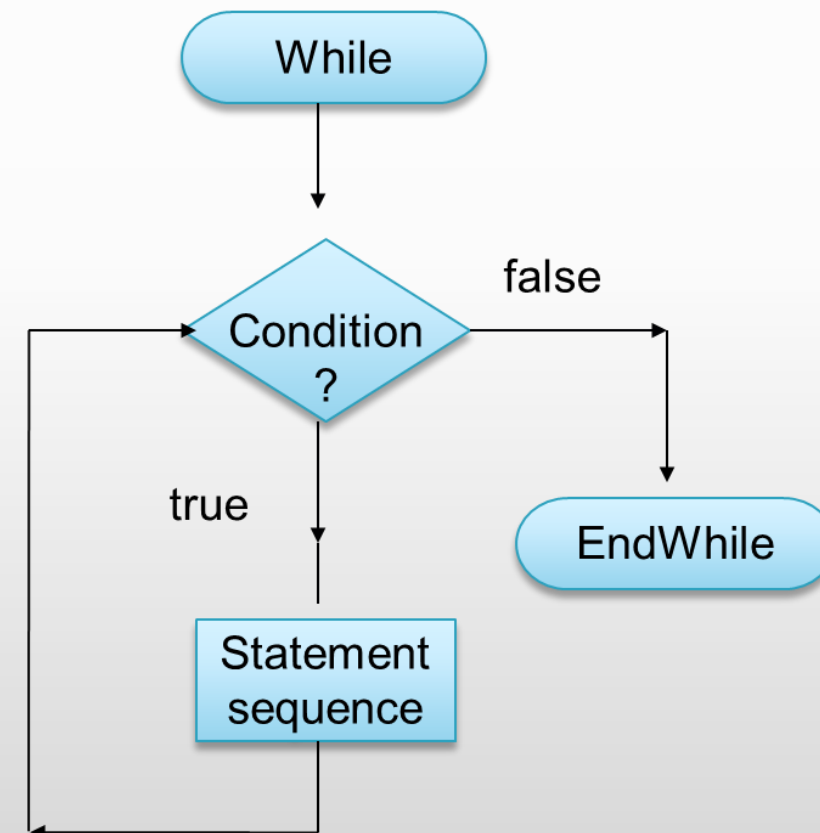 While
false
Condition
?
true
EndWhile
Statement
sequence